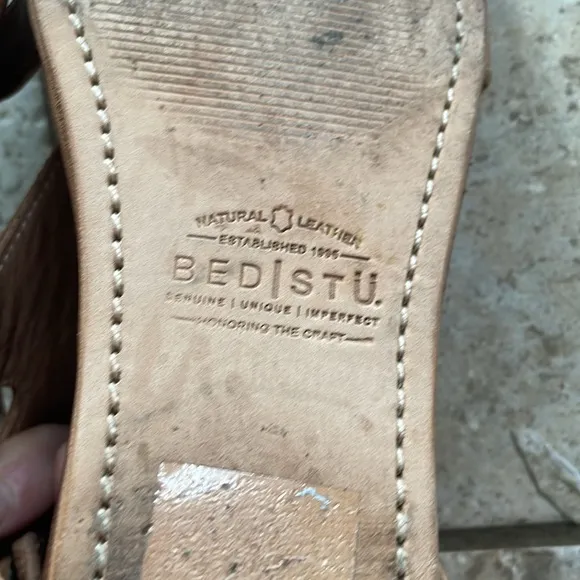 NATURAL LEATHER
ESTABLISHED 1995
BED|STÜ.
GENUINE | UNIQUE | IMPERFECT
HONORING THE CRAFT